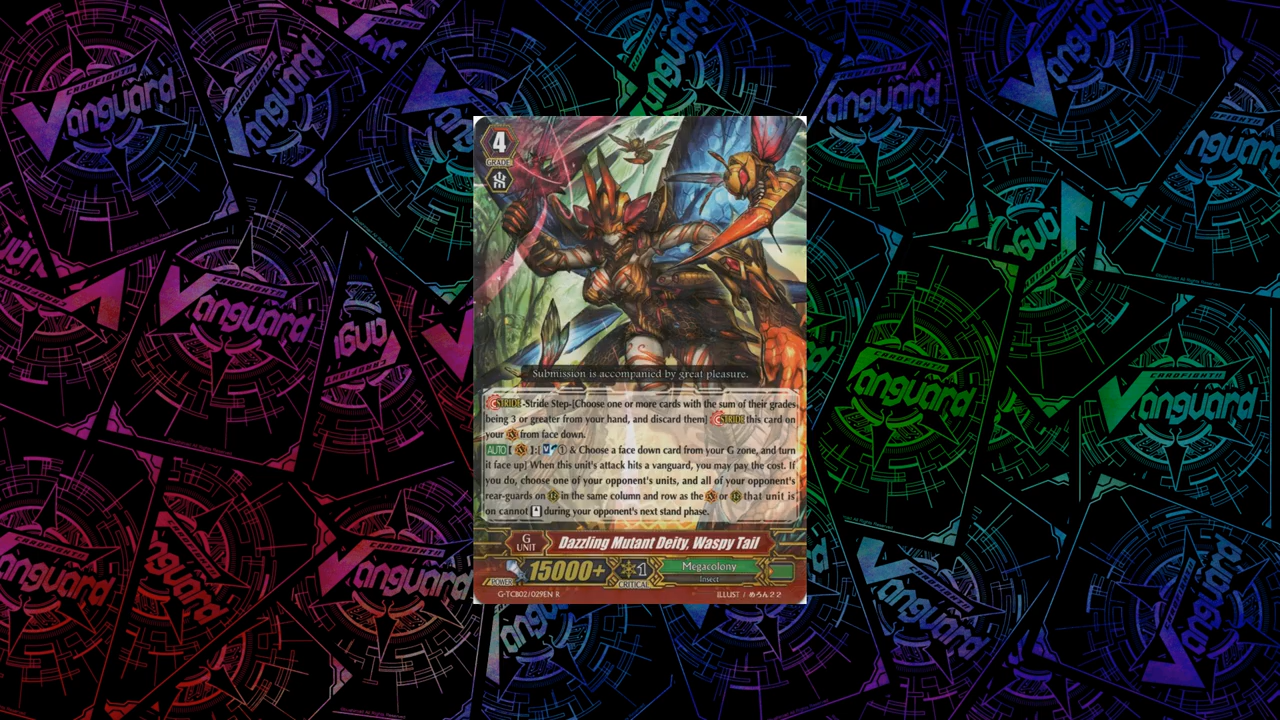 CARDFIGHT!!
Vanguard
4
GRADE
Submission is accompanied by great pleasure.
STRIDE -Stride Step-[Choose one or more cards with the sum of their grades
being 3 or greater from your hand, and discard them] STRIDE this card on
your V from face down.
AUTO [ V ]:[ 1 & Choose a face down card from your G zone, and turn
it face up] When this unit's attack hits a vanguard, you may pay the cost. If
you do, choose one of your opponent's units, and all of your opponent's
rear-guards on R in the same column and row as the V or R that unit is
on cannot during your opponent's next stand phase.
G UNIT
Dazzling Mutant Deity, Waspy Tail
POWER 15000+
1
CRITICAL
Megacolony
Insect
G-TCB02/029EN R
ILLUST / めろん22